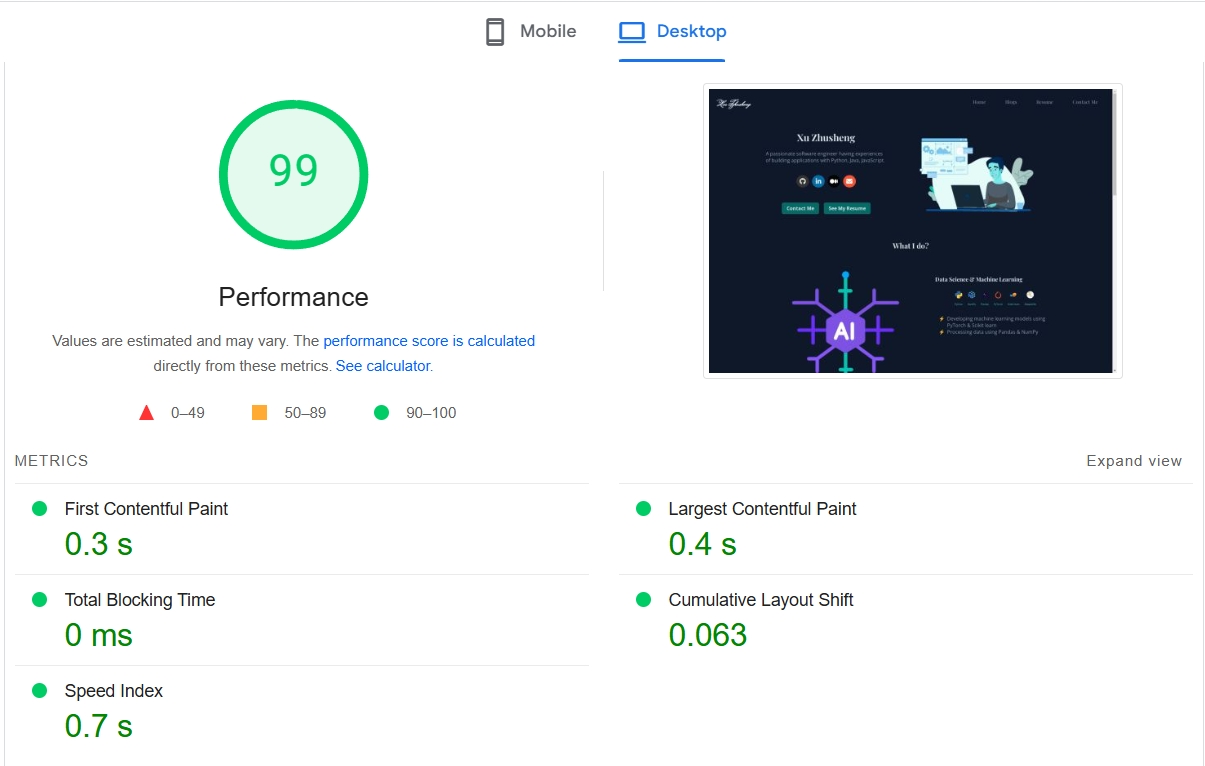 Mobile
Desktop
99
Performance
Values are estimated and may vary. The performance score is calculated
directly from these metrics. See calculator.
0–49
50–89
90–100
Xu Zhusheng
Home
Blogs
Resume
Contact Me
Xu Zhusheng
A passionate software engineer having experiences
of building applications with Python, Java, JavaScript
in
Contact Me
See My Resume
What I do?
AI
Data Science & Machine Learning
⚡ Developing machine learning models using
PyTorch & Scikit-learn
⚡ Processing data using Pandas & NumPy
METRICS
Expand view
First Contentful Paint
0.3 s
Largest Contentful Paint
0.4 s
Total Blocking Time
0 ms
Cumulative Layout Shift
0.063
Speed Index
0.7 s